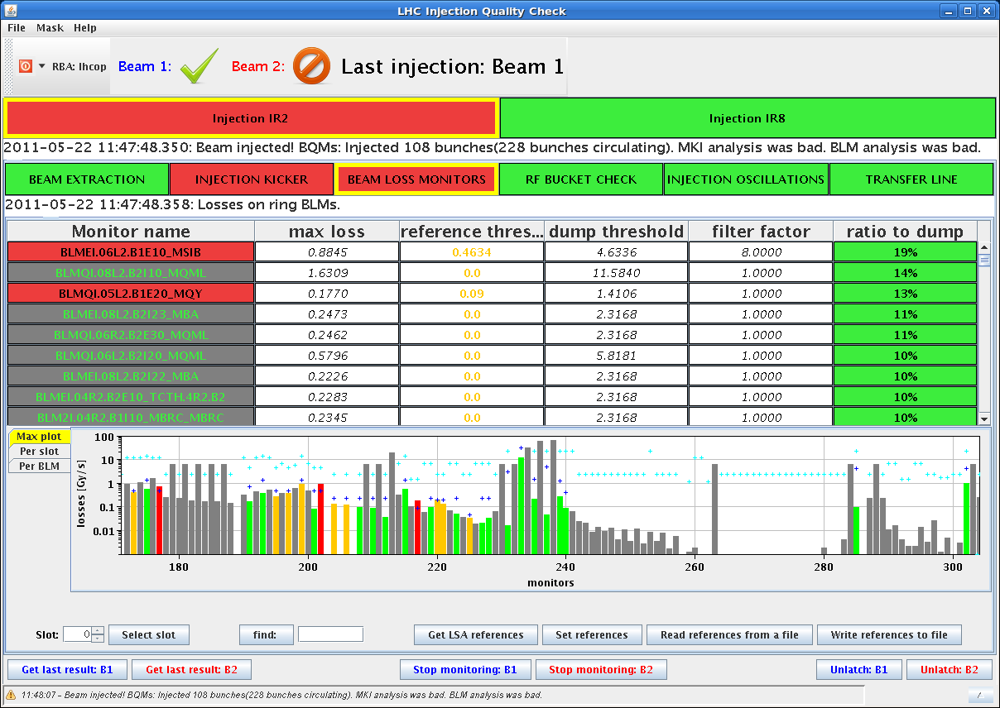 LHC Injection Quality Check
File Mask Help
RBA: lhcop Beam 1: Beam 2: Last injection: Beam 1
Injection IR2 Injection IR8
2011-05-22 11:47:48.350: Beam injected! BQMs: Injected 108 bunches(228 bunches circulating). MKI analysis was bad. BLM analysis was bad.
BEAM EXTRACTION INJECTION KICKER BEAM LOSS MONITORS RF BUCKET CHECK INJECTION OSCILLATIONS TRANSFER LINE
2011-05-22 11:47:48.358: Losses on ring BLMs.
Monitor name max loss reference thres... dump threshold filter factor ratio to dump
BLMEI.06L2.B1E10_MSIB 0.8845 0.4634 4.6336 8.0000 19%
BLMQI.08L2.B2I10_MQML 1.6309 0.0 11.5840 1.0000 14%
BLMQI.05L2.B1E20_MQY 0.1770 0.09 1.4106 1.0000 13%
BLMEI.08L2.B2I23_MBA 0.2473 0.0 2.3168 1.0000 11%
BLMQI.06R2.B2E30_MQML 0.2462 0.0 2.3168 1.0000 11%
BLMQI.06L2.B2I20_MQML 0.5796 0.0 5.8181 1.0000 10%
BLMEI.08L2.B2I22_MBA 0.2226 0.0 2.3168 1.0000 10%
BLMEI.04R2.B2E10_TCTH.4R2.B2 0.2283 0.0 2.3168 1.0000 10%
BLM2I.04R2.B1I10_MBRC_MBRC 0.2345 0.0 2.3168 1.0000 10%
Max plot
Per slot
Per BLM
losses [Gy / s]
100
10
1
0.1
0.01
180 200 220 240 260 280 300
monitors
Slot: 0 Select slot find: Get LSA references Set references Read references from a file Write references to file
Get last result: B1 Get last result: B2 Stop monitoring: B1 Stop monitoring: B2 Unlatch: B1 Unlatch: B2
11:48:07 - Beam injected! BQMs: Injected 108 bunches(228 bunches circulating). MKI analysis was bad. BLM analysis was bad.